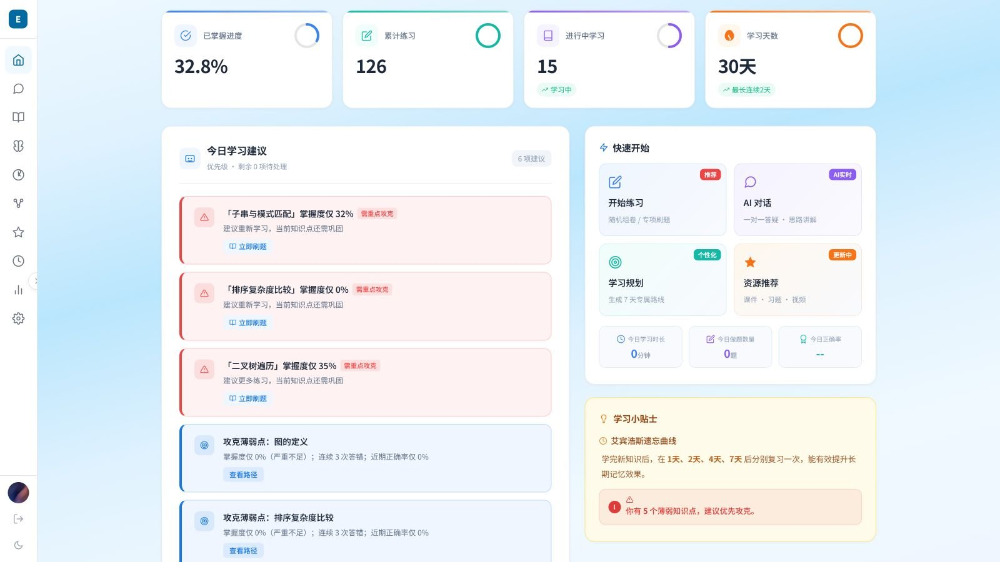 E
已掌握进度
32.8%
累计练习
126
进行中学习
15
学习中
学习天数
30天
最长连续2天
今日学习建议
优先级 · 剩余 0 项待处理
6 项建议
「子串与模式匹配」掌握度仅 32% 需重点攻克
建议重新学习，当前知识点还需巩固
立即刷题
「排序复杂度比较」掌握度仅 0% 需重点攻克
建议重新学习，当前知识点还需巩固
立即刷题
「二叉树遍历」掌握度仅 35% 需重点攻克
建议更多练习，当前知识点还需巩固
立即刷题
攻克薄弱点：图的定义
掌握度仅 0%（严重不足）；连续 3 次答错；近期正确率仅 0%
查看路径
攻克薄弱点：排序复杂度比较
掌握度仅 0%（严重不足）；连续 3 次答错；近期正确率仅 0%
查看路径
快速开始
推荐
开始练习
随机组卷 / 专项刷题
AI实时
AI 对话
一对一答疑 · 思路讲解
个性化
学习规划
生成 7 天专属路线
更新中
资源推荐
课件 · 习题 · 视频
今日学习时长
0分钟
今日做题数量
0题
今日正确率
--
学习小贴士
艾宾浩斯遗忘曲线
学完新知识后，在 1天、2天、4天、7天 后分别复习一次，能有效提升长
期记忆效果。
你有 5 个薄弱知识点，建议优先攻克。